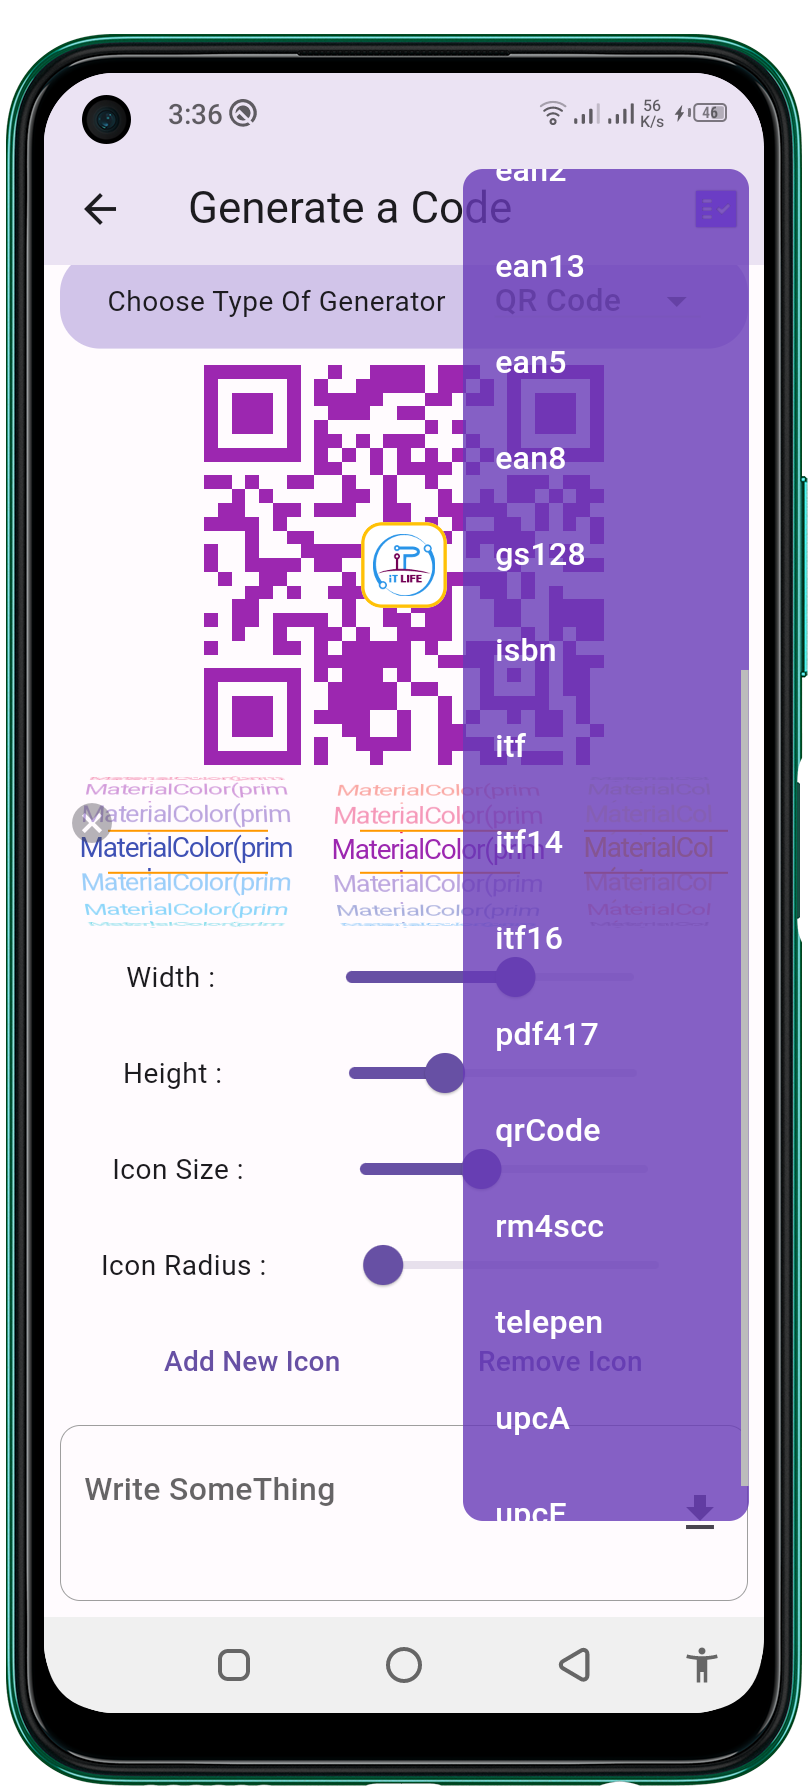 3:36
56
K/s
46
ean2
Generate a Code
ean13
Choose Type Of Generator
QR Code
ean5
ean8
gs128
iT LIFE
isbn
itf
MaterialColor(prim MaterialColor(prim
MaterialColor(prim MaterialColor(prim MaterialCol
MaterialColor(prim MaterialColor(prim MaterialCol
itf14
MaterialColor(prim MaterialColor(prim MaterialCol
MaterialColor(prim MaterialColor(prim MaterialCol
itf16
Width :
pdf417
Height :
qrCode
Icon Size :
rm4scc
Icon Radius :
telepen
Add New Icon Remove Icon
upcA
Write SomeThing
upcE